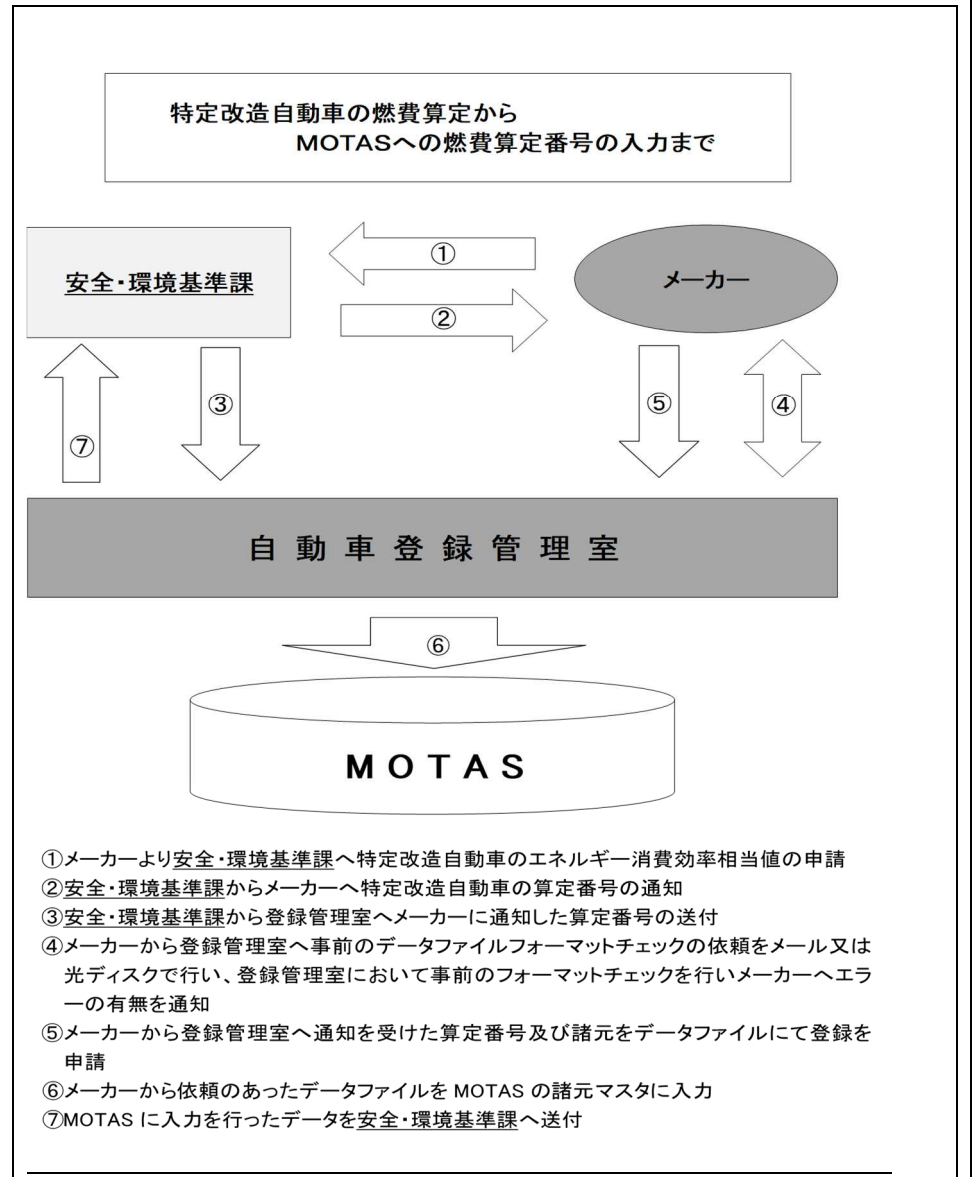 特定改造自動車の燃費算定から
MOTASへの燃費算定番号の入力まで
安全・環境基準課
①
メーカー
②
③
⑤
④
⑦
自動車登録管理室
⑥
MOTAS
①メーカーより安全・環境基準課へ特定改造自動車のエネルギー消費効率相当値の申請
②安全・環境基準課からメーカーへ特定改造自動車の算定番号の通知
③安全・環境基準課から登録管理室へメーカーに通知した算定番号の送付
④メーカーから登録管理室へ事前のデータファイルフォーマットチェックの依頼をメール又は
光ディスクで行い、登録管理室において事前のフォーマットチェックを行いメーカーへエラ
ーの有無を通知
⑤メーカーから登録管理室へ通知を受けた算定番号及び諸元をデータファイルにて登録を
申請
⑥メーカーから依頼のあったデータファイルを MOTAS の諸元マスタに入力
⑦MOTAS に入力を行ったデータを安全・環境基準課へ送付